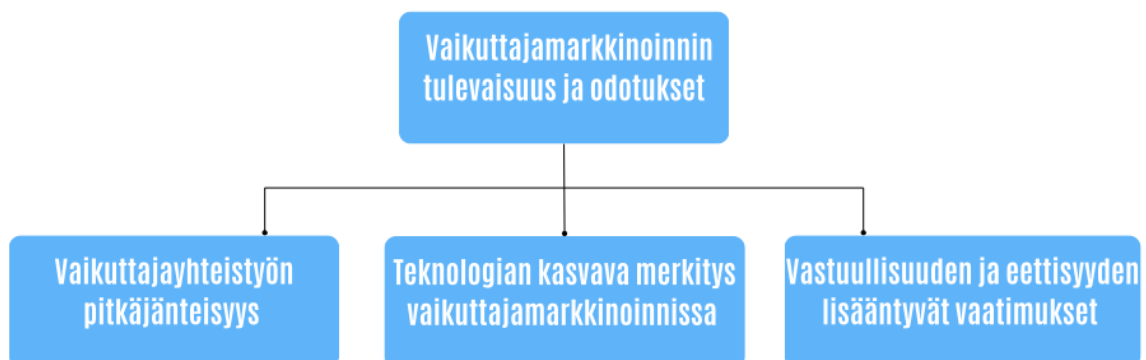 Vaikuttajamarkkinoinnin
tulevaisuus ja odotukset
Vaikuttajayhteistyön
pitkäjänteisyys
Teknologian kasvava merkitys
vaikuttajamarkkinoinnissa
Vastuullisuuden ja eettisyyden
lisääntyvät vaatimukset